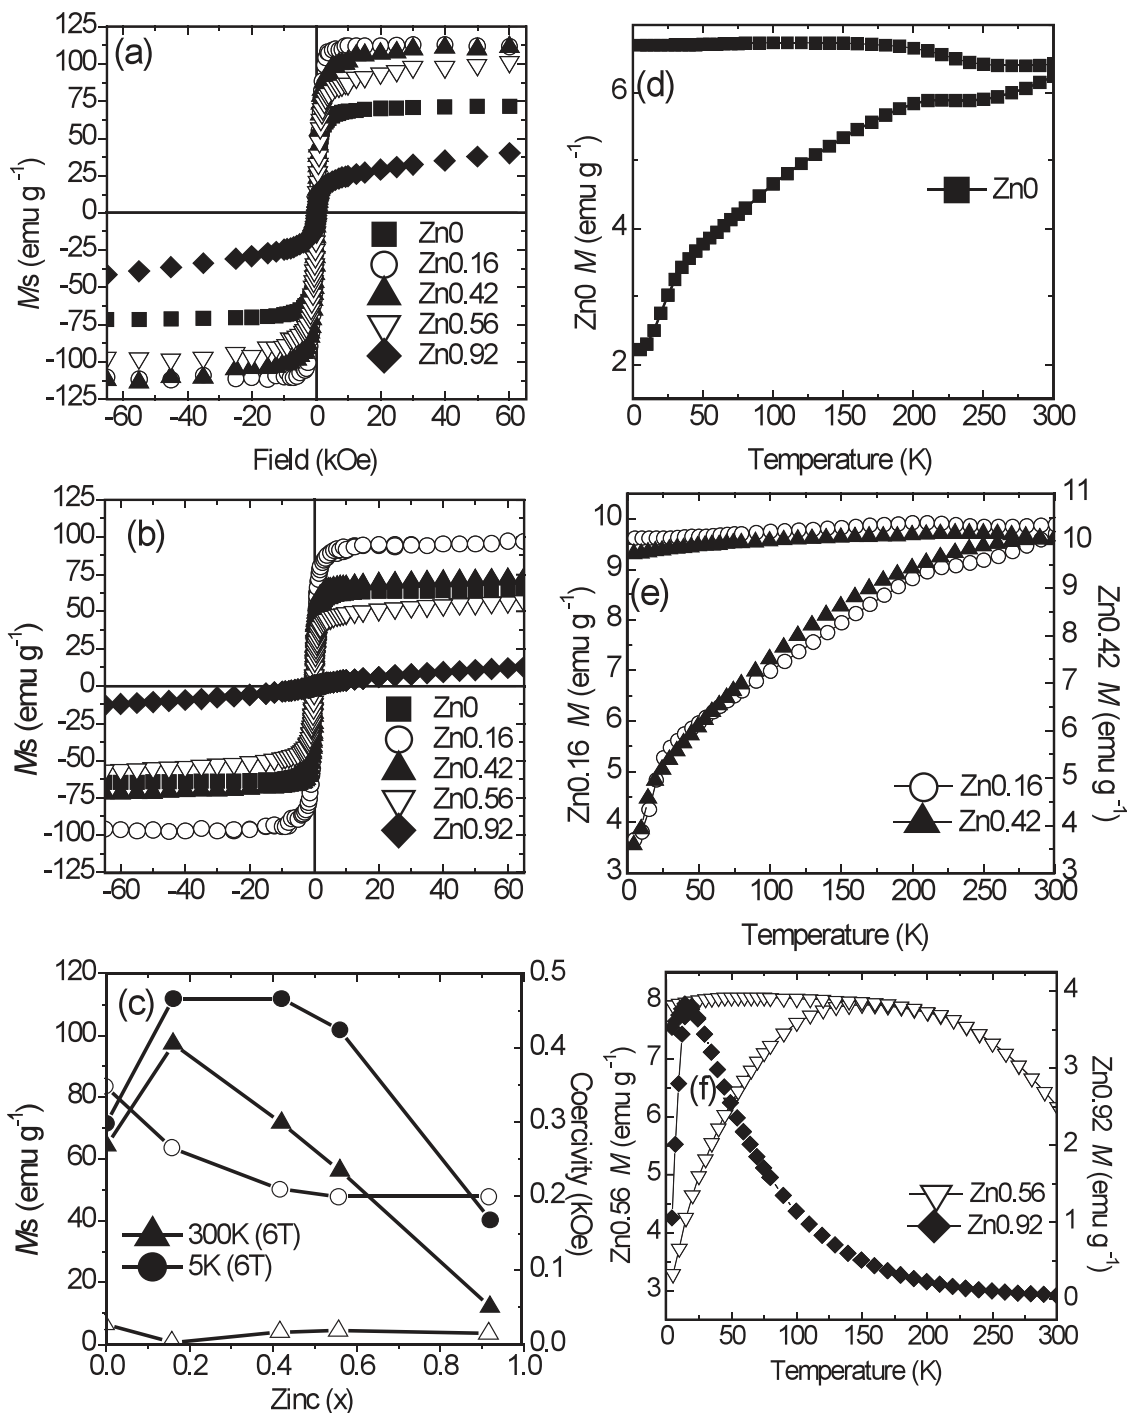 125
100
75
50
25
0
-25
-50
-75
-100
-125
Ms (emu g⁻¹)
(a)
Zn0
Zn0.16
Zn0.42
Zn0.56
Zn0.92
-60 -40 -20 0 20 40 60
Field (kOe)
(d)
6
4
2
Zn0 M (emu g⁻¹)
Zn0
0 50 100 150 200 250 300
Temperature (K)
125
100
75
50
25
0
-25
-50
-75
-100
-125
Ms (emu g⁻¹)
(b)
Zn0
Zn0.16
Zn0.42
Zn0.56
Zn0.92
-60 -40 -20 0 20 40 60
10
9
8
7
6
5
4
3
Zn0.16 M (emu g⁻¹)
(e)
Zn0.16
Zn0.42
11
10
9
8
7
6
5
4
3
Zn0.42 M (emu g⁻¹)
0 50 100 150 200 250 300
Temperature (K)
120
100
80
60
40
20
0
Ms (emu g⁻¹)
(c)
300K (6T)
5K (6T)
0.5
0.4
0.3
0.2
0.1
0.0
Coercivity (kOe)
0.0 0.2 0.4 0.6 0.8 1.0
Zinc (x)
8
7
6
5
4
3
Zn0.56 M (emu g⁻¹)
(f)
Zn0.56
Zn0.92
4
3
2
1
0
Zn0.92 M (emu g⁻¹)
0 50 100 150 200 250 300
Temperature (K)